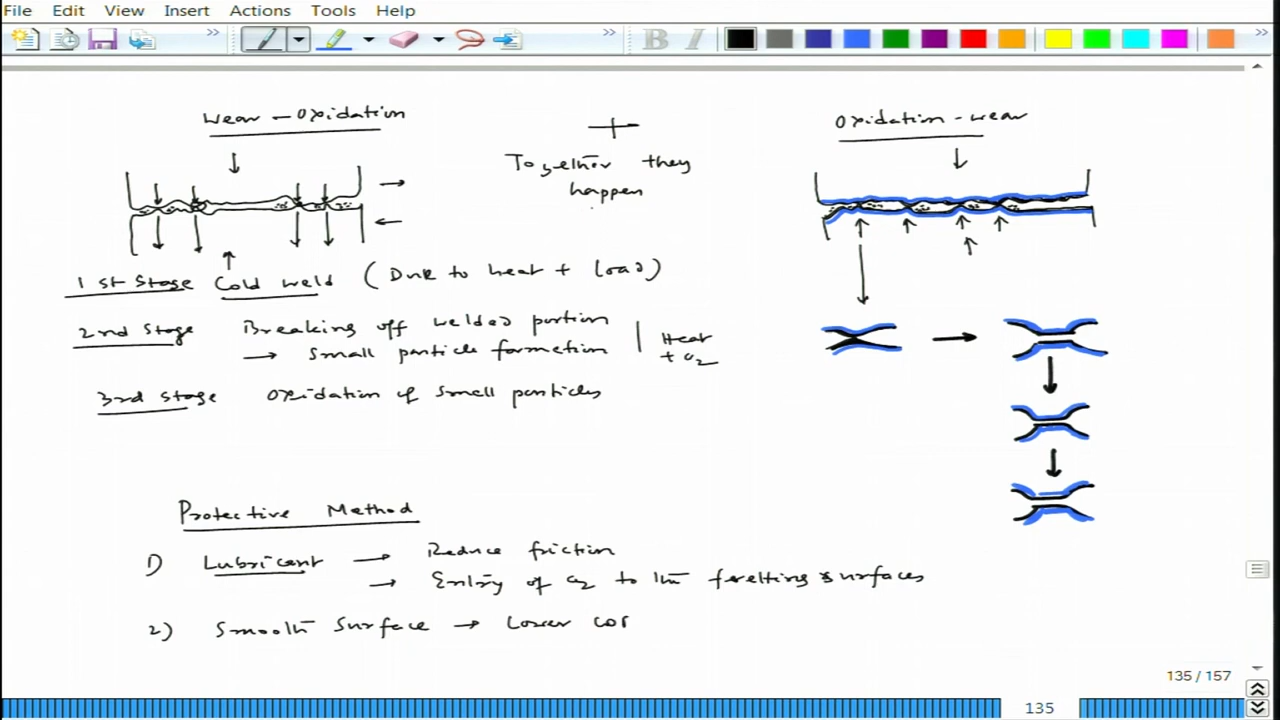 File Edit View Insert Actions Tools Help
B I
Wear - Oxidation
Together they
happen
Oxidation - wear
1st Stage Cold weld (Due to heat + load)
2nd Stage Breaking off welded portion
→ Small particle formation
Heat
+ O2
3rd Stage Oxidation of small particles
Protective Method
1) Lubricant → Reduce friction
→ Entry of O2 to the fretting surfaces
2) Smooth Surface → Lower cof
135 / 157
135